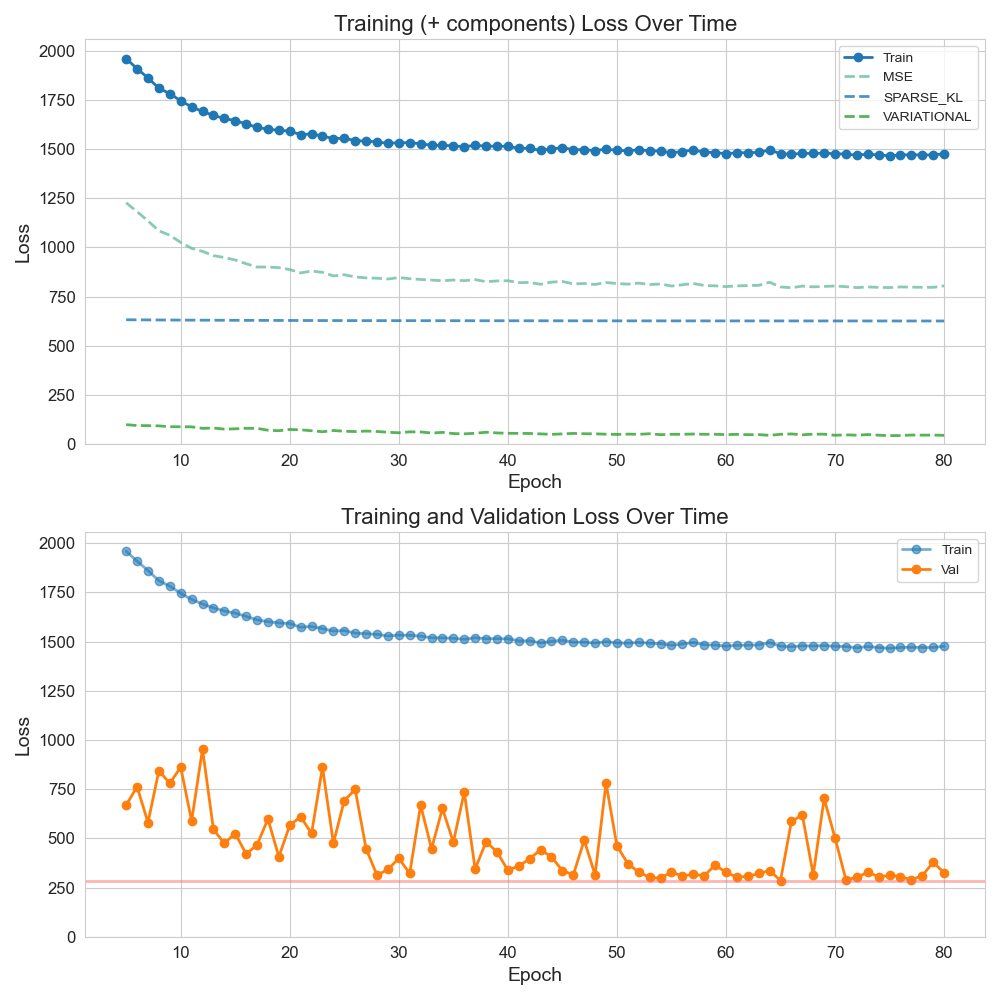 Training (+ components) Loss Over Time
2000
1750
1500
1250
1000
750
500
250
0
Loss
Train
MSE
SPARSE_KL
VARIATIONAL
10 20 30 40 50 60 70 80
Epoch
Training and Validation Loss Over Time
2000
1750
1500
1250
1000
750
500
250
0
Loss
Train
Val
10 20 30 40 50 60 70 80
Epoch